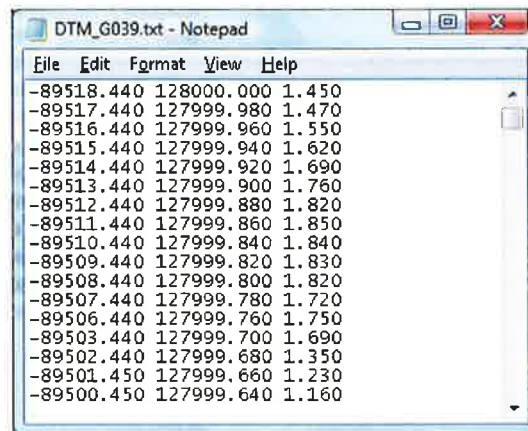 DTM_G039.txt - Notepad
File Edit Format View Help
-89518.440 128000.000 1.450
-89517.440 127999.980 1.470
-89516.440 127999.960 1.550
-89515.440 127999.940 1.620
-89514.440 127999.920 1.690
-89513.440 127999.900 1.760
-89512.440 127999.880 1.820
-89511.440 127999.860 1.850
-89510.440 127999.840 1.840
-89509.440 127999.820 1.830
-89508.440 127999.800 1.820
-89507.440 127999.780 1.720
-89506.440 127999.760 1.750
-89503.440 127999.700 1.690
-89502.440 127999.680 1.350
-89501.450 127999.660 1.230
-89500.450 127999.640 1.160